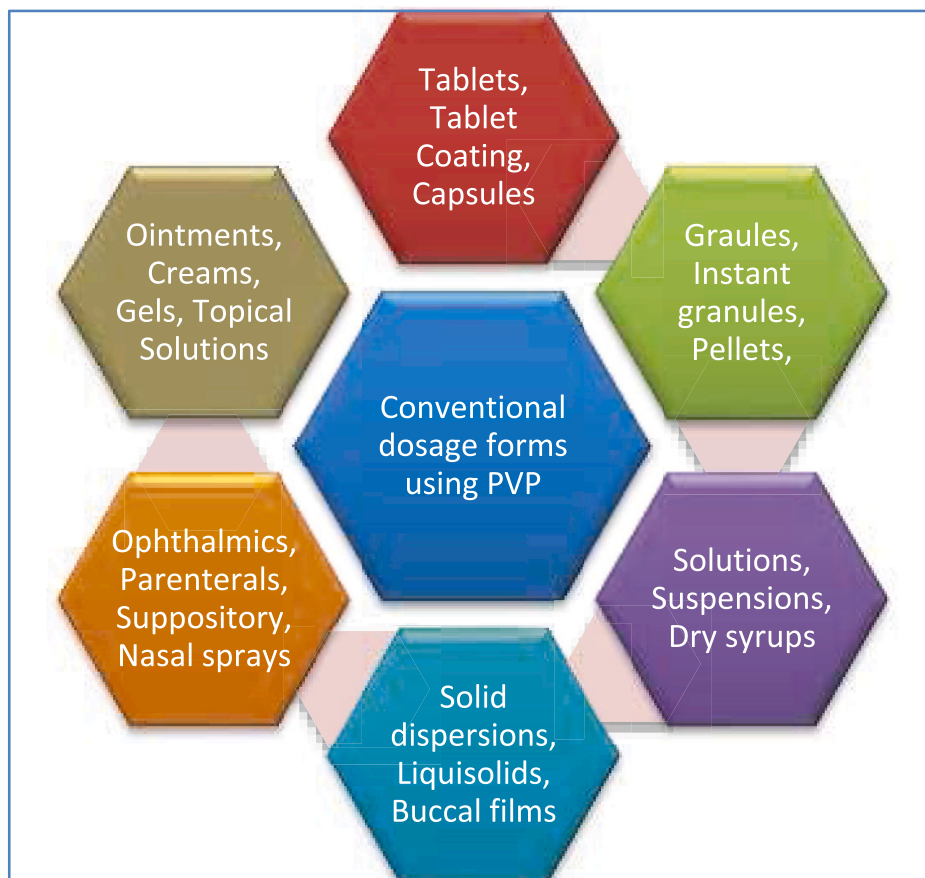 Tablets,
Tablet
Coating,
Capsules
Graules,
Instant
granules,
Pellets,
Solutions,
Suspensions,
Dry syrups
Solid
dispersions,
Liquisolids,
Buccal films
Ophthalmics,
Parenterals,
Suppository,
Nasal sprays
Ointments,
Creams,
Gels, Topical
Solutions
Conventional
dosage forms
using PVP